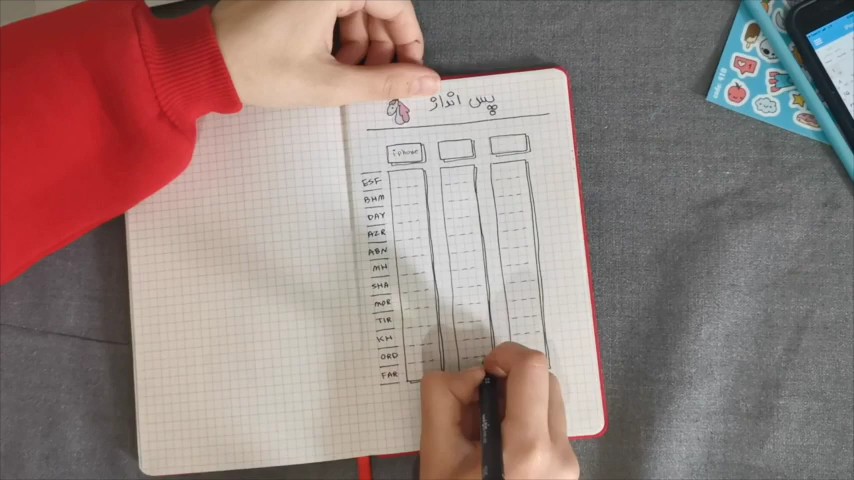 پس انداز
iphone
ESF
BHM
DAY
AZR
ABN
MH
SHA
MOR
TIR
KH
ORD
FAR